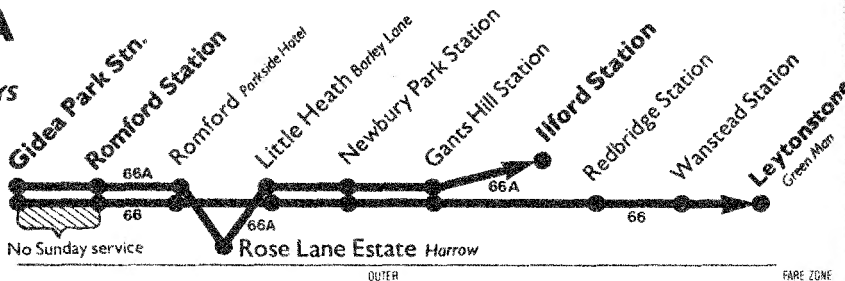 A
rs
Gidea Park Stn.
Romford Station
Romford Parkside Hotel
Little Heath Barley Lane
Newbury Park Station
Gants Hill Station
Ilford Station
Redbridge Station
Wanstead Station
Leytonstone
Green Man
66A
66A
66
66A
66
No Sunday service
Rose Lane Estate Harrow
OUTER
FARE ZONE